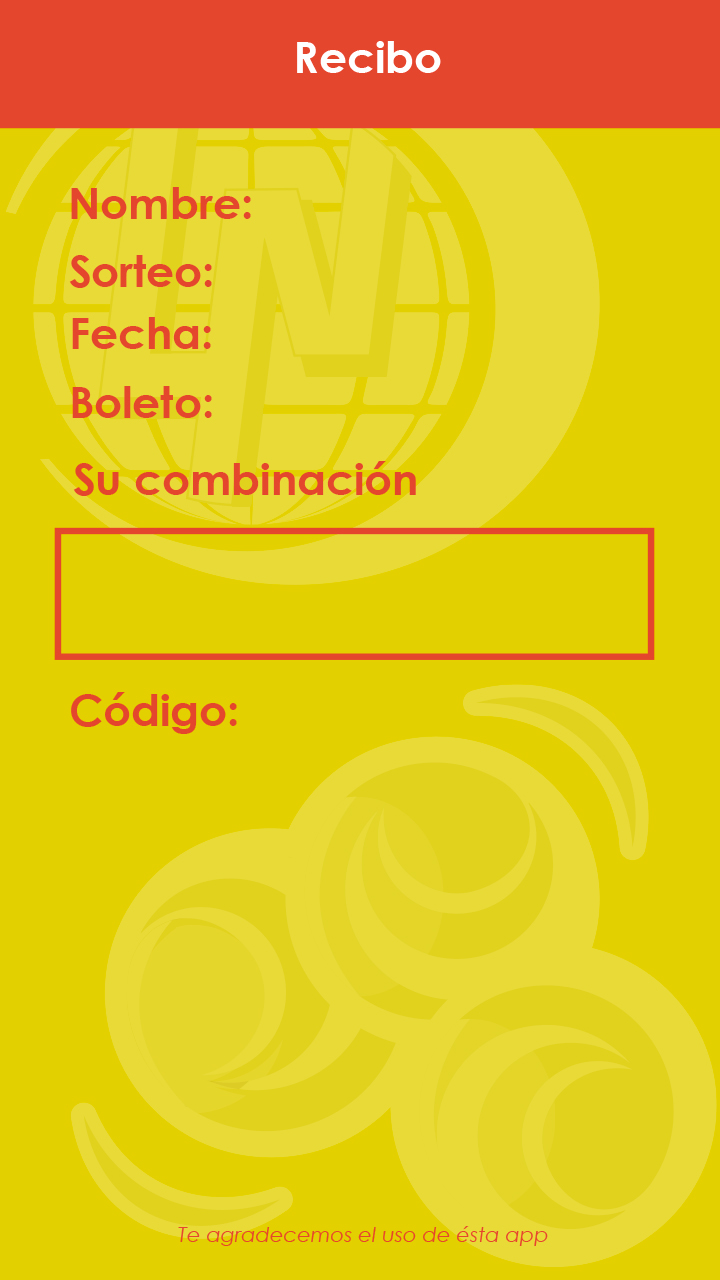 Recibo
Nombre:
Sorteo:
Fecha:
Boleto:
Su combinación
Código:
Te agradecemos el uso de ésta app